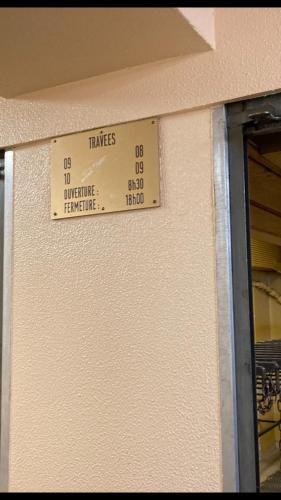 TRAVÉES
09 08
10 09
OUVERTURE : 8h30
FERMETURE : 18h00